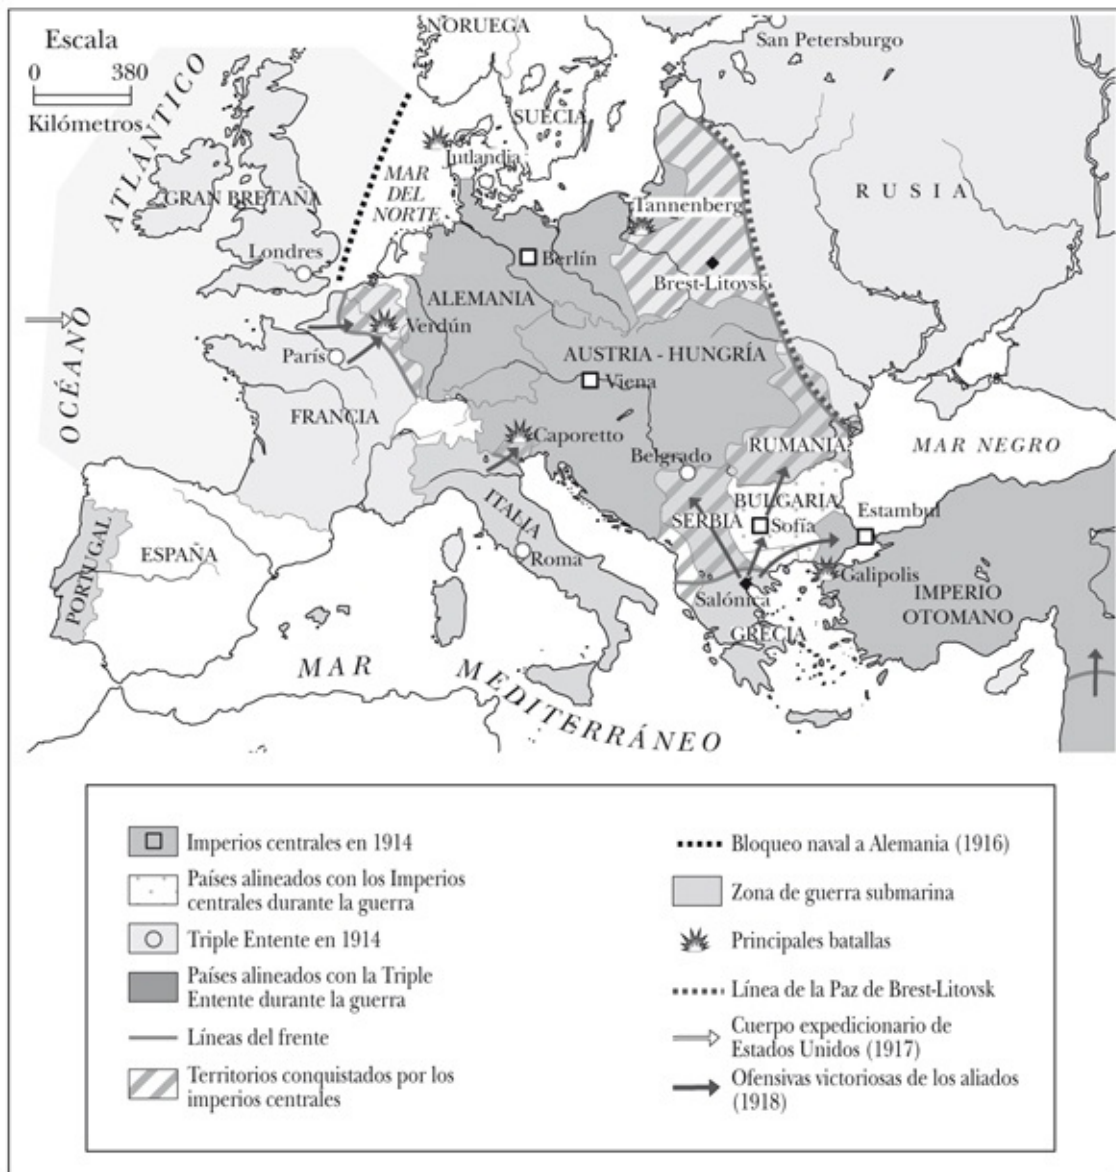 Escala
0 380
Kilómetros
ATLÁNTICO
OCÉANO
NORUEGA
SUECIA
San Petersburgo
RUSIA
Jutlandia
MAR
DEL
NORTE
GRAN BRETAÑA
Londres
Tannenberg
Berlín
Brest-Litovsk
ALEMANIA
Verdún
París
AUSTRIA - HUNGRÍA
Viena
FRANCIA
Caporetto
Belgrado
RUMANIA
MAR NEGRO
BULGARIA
Sofía
SERBIA
Estambul
ITALIA
Roma
PORTUGAL
ESPAÑA
Galipolis
Salónica
GRECIA
IMPERIO
OTOMANO
MAR
MEDITERRÁNEO
Imperios centrales en 1914
Países alineados con los Imperios
centrales durante la guerra
Triple Entente en 1914
Países alineados con la Triple
Entente durante la guerra
Líneas del frente
Territorios conquistados por los
imperios centrales
Bloqueo naval a Alemania (1916)
Zona de guerra submarina
Principales batallas
Línea de la Paz de Brest-Litovsk
Cuerpo expedicionario de
Estados Unidos (1917)
Ofensivas victoriosas de los aliados
(1918)